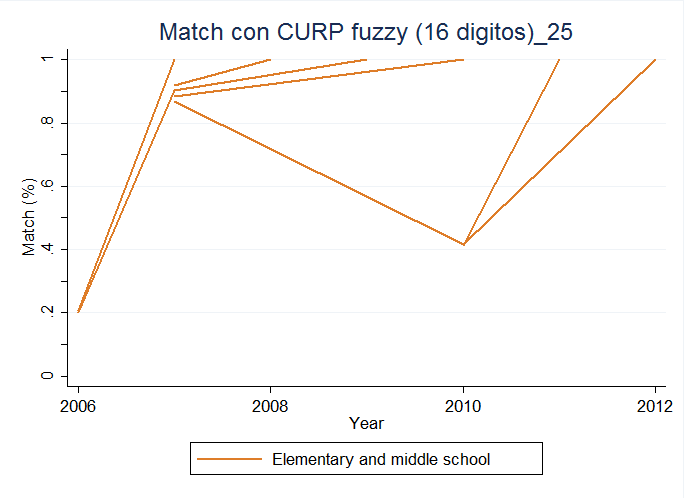 Match con CURP fuzzy (16 digitos)_25
Match (%)
1
.8
.6
.4
.2
0
2006
2008
2010
2012
Year
Elementary and middle school